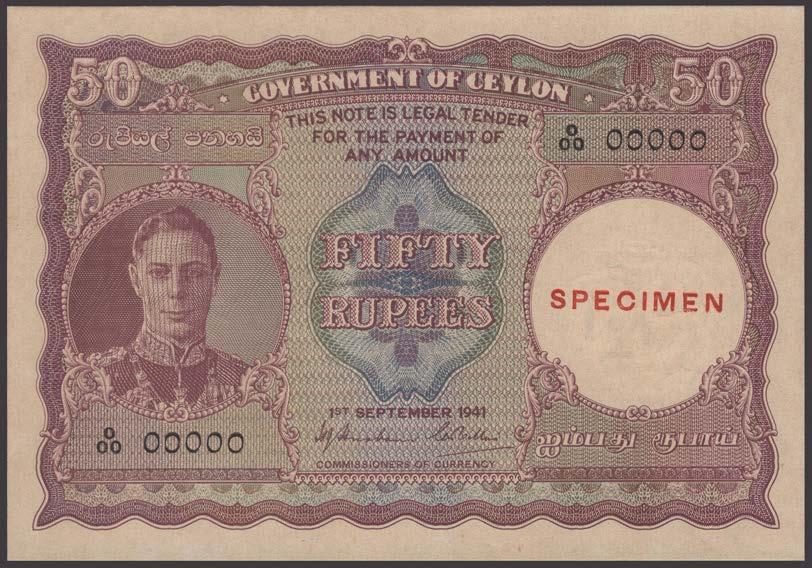 50 GOVERNMENT OF CEYLON 50
රුපියල් පනහයි
THIS NOTE IS LEGAL TENDER
FOR THE PAYMENT OF
ANY AMOUNT
0/00 00000
FIFTY
RUPEES
SPECIMEN
1ST SEPTEMBER 1941
COMMISSIONERS OF CURRENCY
0/00 00000
ஐம்பது ரூபாய்